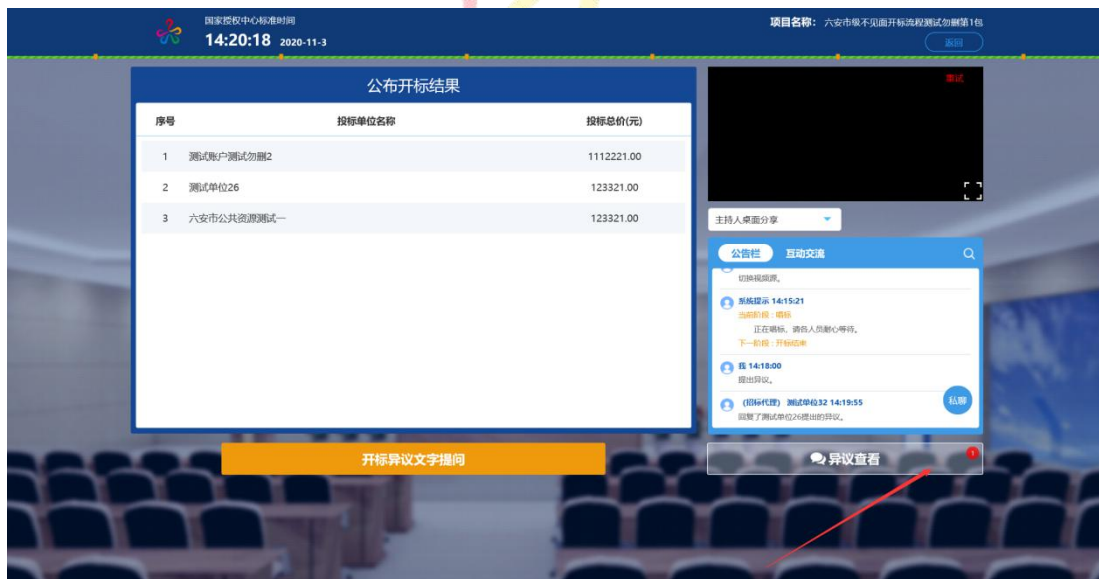 国家授权中心标准时间
14:20:18 2020-11-3
项目名称： 六安市级不见面开标流程测试勿删第1包
返回
公布开标结果
序号 投标单位名称 投标总价(元)
1 测试账户测试勿删2 1112221.00
2 测试单位26 123321.00
3 六安市公共资源测试一 123321.00
重试
主持人桌面分享
公告栏 互动交流
切换视频源。
系统提示 14:15:21
当前阶段：唱标
正在唱标、请各人员耐心等待。
下一阶段：开标结束
我 14:18:00
提出异议。
（招标代理） 测试单位32 14:19:55
回复了测试单位26提出的异议。
私聊
开标异议文字提问
异议查看 1